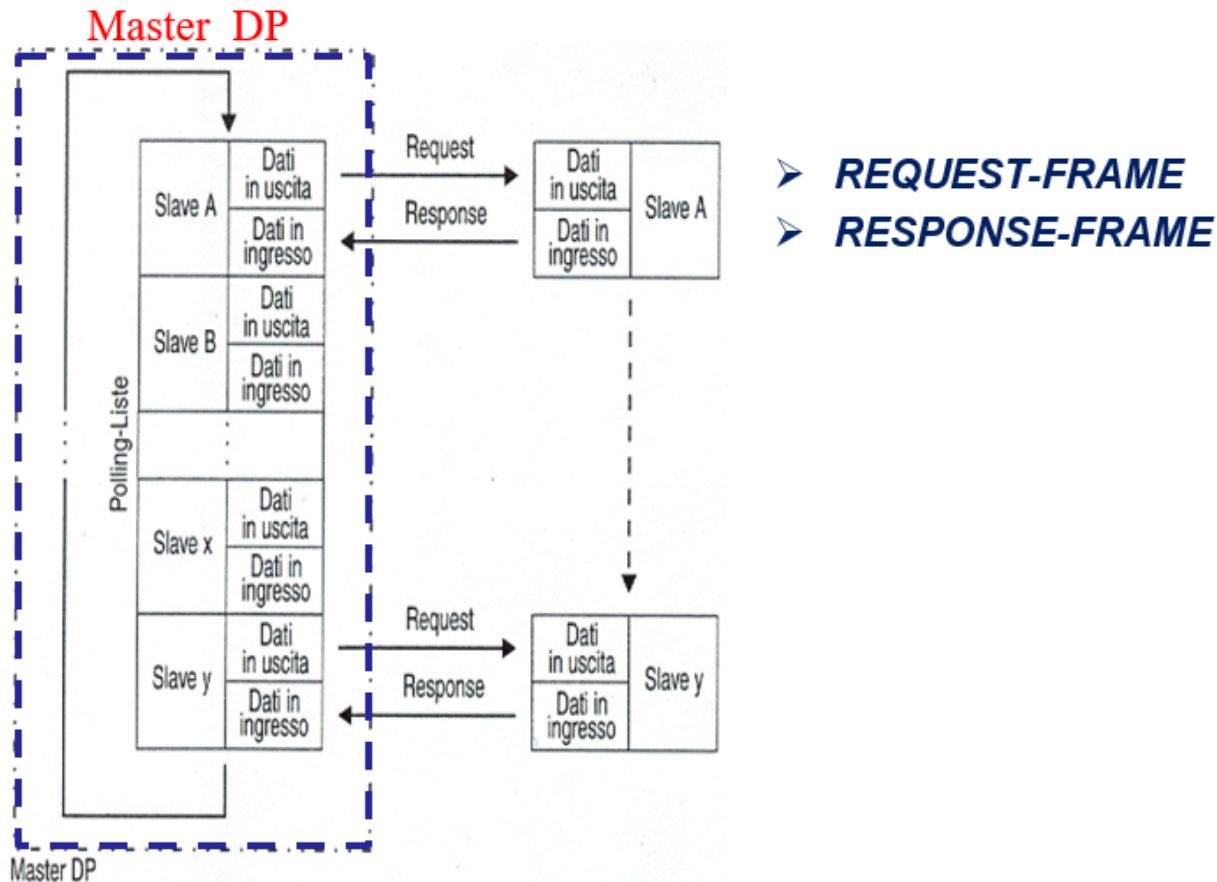 Master DP
Polling-Liste
Slave A
Dati
in uscita
Dati in
ingresso
Slave B
Dati
in uscita
Dati in
ingresso
Slave x
Dati
in uscita
Dati in
ingresso
Slave y
Dati
in uscita
Dati in
ingresso
Master DP
Request
Response
Request
Response
Dati
in uscita
Dati in
ingresso
Slave A
Dati
in uscita
Dati in
ingresso
Slave y
➢ REQUEST-FRAME
➢ RESPONSE-FRAME